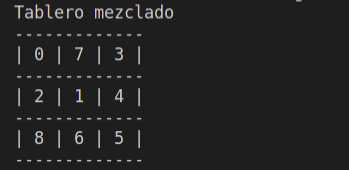 Tablero mezclado
-------------
| 0 | 7 | 3 |
-------------
| 2 | 1 | 4 |
-------------
| 8 | 6 | 5 |
-------------